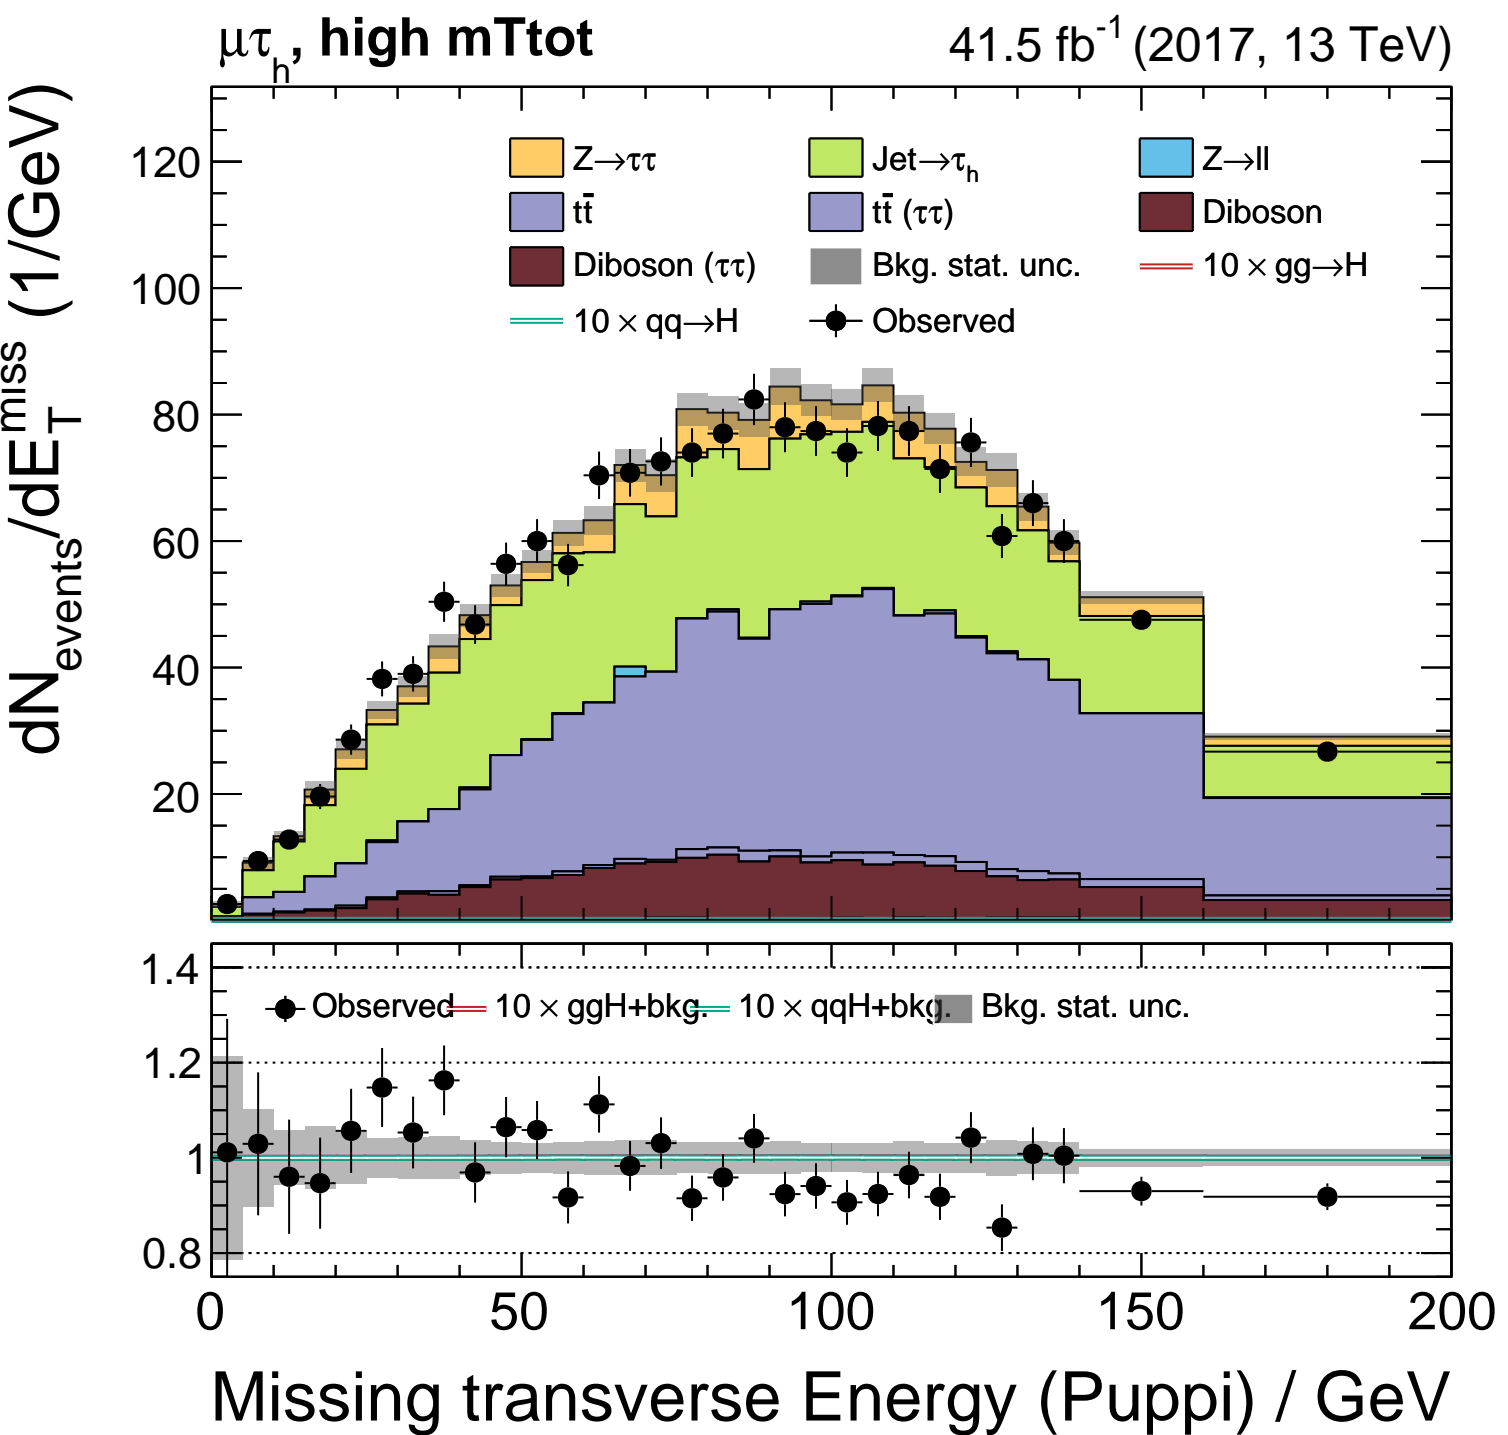 μτh, high mTtot 41.5 fb-1 (2017, 13 TeV)
dNevents/dETmiss (1/GeV)
Z→ττ Jet→τh Z→ll
tt̄ tt̄ (ττ) Diboson
Diboson (ττ) Bkg. stat. unc. 10 × gg→H
10 × qq→H Observed
120
100
80
60
40
20
1.4
Observed 10 × ggH+bkg. 10 × qqH+bkg. Bkg. stat. unc.
1.2
1
0.8
0 50 100 150 200
Missing transverse Energy (Puppi) / GeV